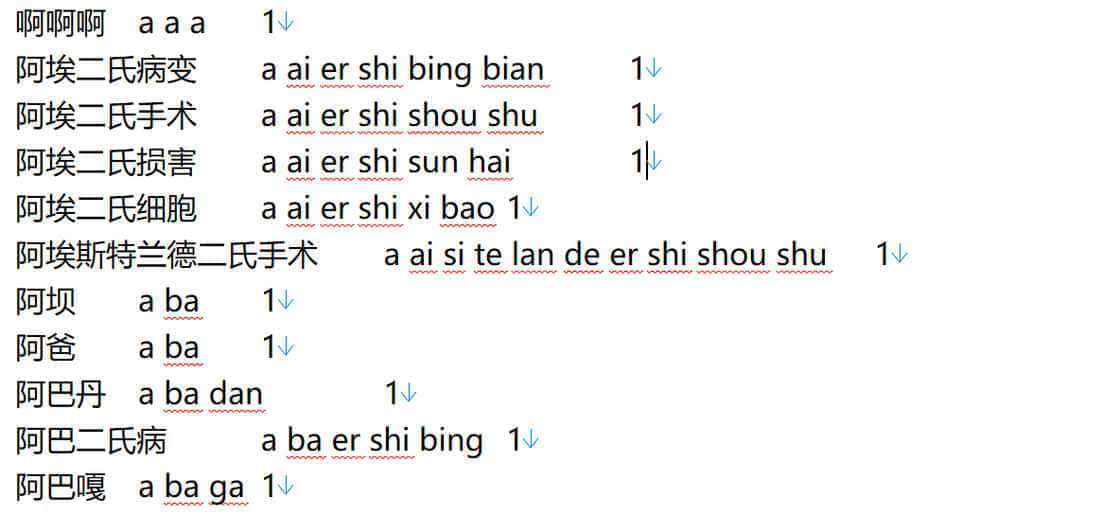 啊啊啊 a a a 1↓
阿埃二氏病变 a ai er shi bing bian 1↓
阿埃二氏手术 a ai er shi shou shu 1↓
阿埃二氏损害 a ai er shi sun hai 1↓
阿埃二氏细胞 a ai er shi xi bao 1↓
阿埃斯特兰德二氏手术 a ai si te lan de er shi shou shu 1↓
阿坝 a ba 1↓
阿爸 a ba 1↓
阿巴丹 a ba dan 1↓
阿巴二氏病 a ba er shi bing 1↓
阿巴嘎 a ba ga 1↓